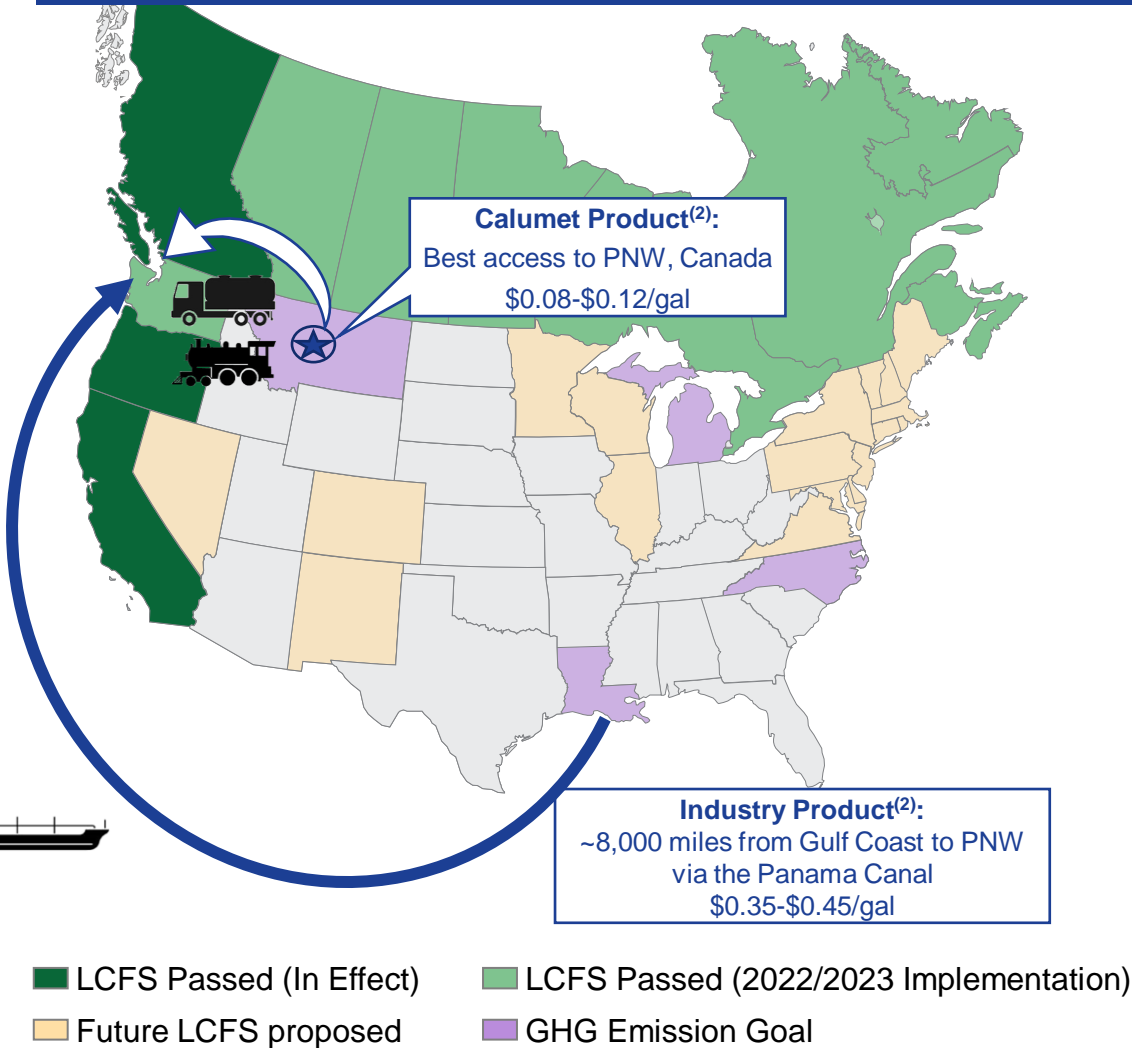 Calumet Product(2):
Best access to PNW, Canada
$0.08-$0.12/gal
Industry Product(2):
~8,000 miles from Gulf Coast to PNW
via the Panama Canal
$0.35-$0.45/gal
LCFS Passed (In Effect)
LCFS Passed (2022/2023 Implementation)
Future LCFS proposed
GHG Emission Goal